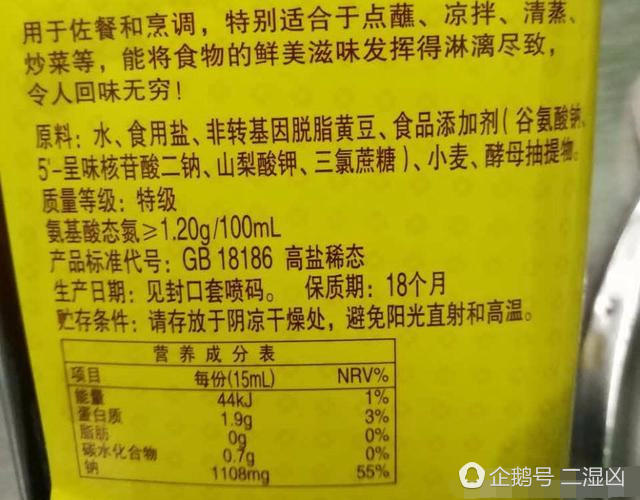 用于佐餐和烹调，特别适合于点蘸、凉拌、清蒸、
炒菜等，能将食物的鲜美滋味发挥得淋漓尽致，
令人回味无穷！
原料：水、食用盐、非转基因脱脂黄豆、食品添加剂（谷氨酸钠、
5'-呈味核苷酸二钠、山梨酸钾、三氯蔗糖）、小麦、酵母抽提物。
质量等级：特级
氨基酸态氮≥1.20g/100mL
产品标准代号：GB 18186 高盐稀态
生产日期：见封口套喷码。 保质期：18个月
贮存条件：请存放于阴凉干燥处，避免阳光直射和高温。
营养成分表
项目 每份(15mL) NRV%
能量 44kJ 1%
蛋白质 1.9g 3%
脂肪 0g 0%
碳水化合物 0.7g 0%
钠 1108mg 55%
企鹅号 二湿凶